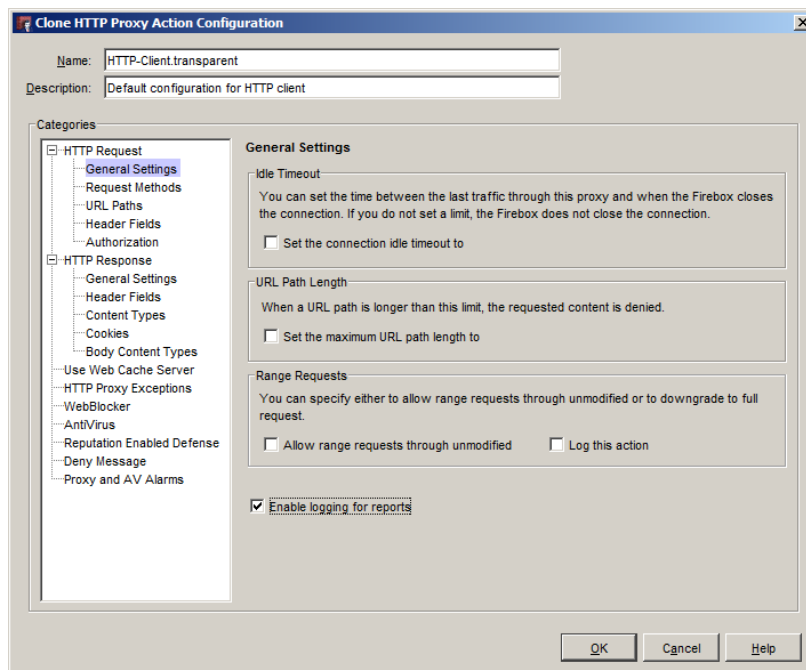 Clone HTTP Proxy Action Configuration
Name: HTTP-Client.transparent
Description: Default configuration for HTTP client
Categories
HTTP Request
General Settings
Request Methods
URL Paths
Header Fields
Authorization
HTTP Response
General Settings
Header Fields
Content Types
Cookies
Body Content Types
Use Web Cache Server
HTTP Proxy Exceptions
WebBlocker
AntiVirus
Reputation Enabled Defense
Deny Message
Proxy and AV Alarms
General Settings
Idle Timeout
You can set the time between the last traffic through this proxy and when the Firebox closes
the connection. If you do not set a limit, the Firebox does not close the connection.
Set the connection idle timeout to
URL Path Length
When a URL path is longer than this limit, the requested content is denied.
Set the maximum URL path length to
Range Requests
You can specify either to allow range requests through unmodified or to downgrade to full
request.
Allow range requests through unmodified Log this action
Enable logging for reports
OK Cancel Help